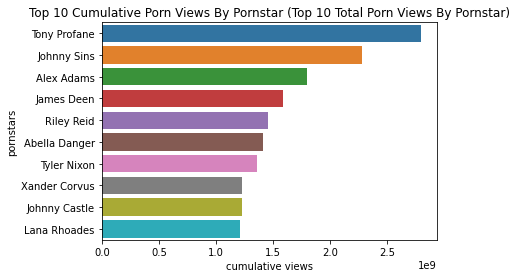 Top 10 Cumulative Porn Views By Pornstar (Top 10 Total Porn Views By Pornstar)
Tony Profane
Johnny Sins
Alex Adams
James Deen
Riley Reid
Abella Danger
Tyler Nixon
Xander Corvus
Johnny Castle
Lana Rhoades
pornstars
0.0 0.5 1.0 1.5 2.0 2.5
1e9
cumulative views